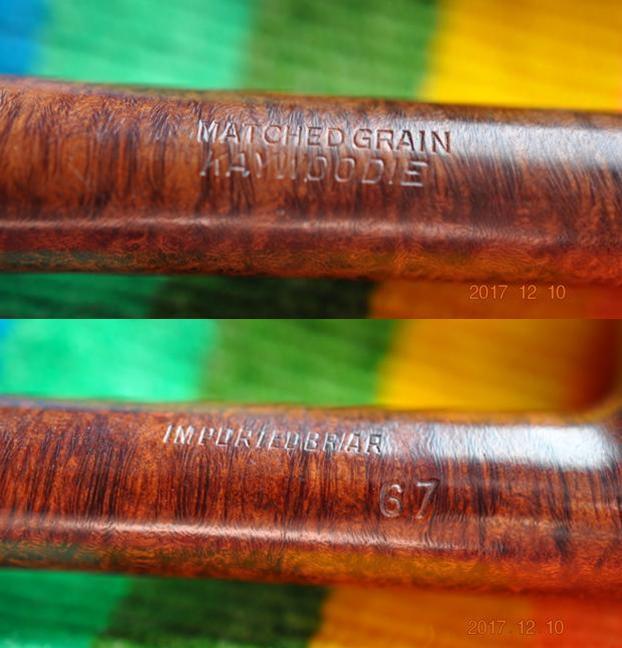 MATCHED GRAIN
KAYWOODIE
2017 12 10
IMPORTED BRIAR
67
2017 12 10